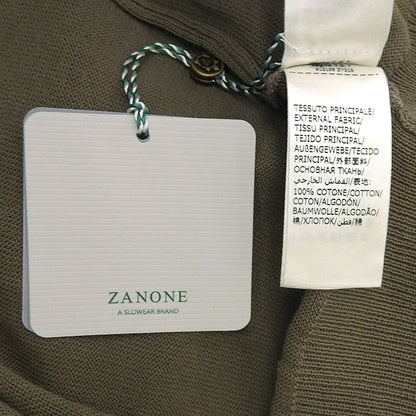 ZANONE
A SLOWEAR BRAND
TESSUTO PRINCIPALE/
EXTERNAL FABRIC/
TISSU PRINCIPAL/
TEJIDO PRINCIPAL/
AUßENGEWEBE/TECIDO
PRINCIPAL/外部面料/
ОСНОВНАЯ ТКАНЬ/
القماش الخارجي/表地:
100% COTONE/COTTON/
COTON/ALGODÓN/
BAUMWOLLE/ALGODÃO/
棉/ХЛОПОК/قطن/綿